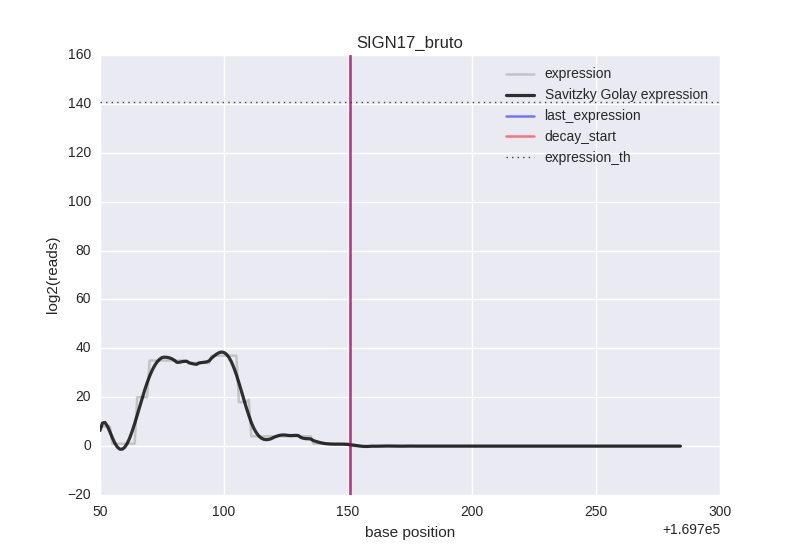 SIGN17_bruto
160
140
120
100
80
60
40
20
0
−20
log2(reads)
expression
Savitzky Golay expression
last_expression
decay_start
expression_th
50
100
150
200
250
300
base position
+1.697e5